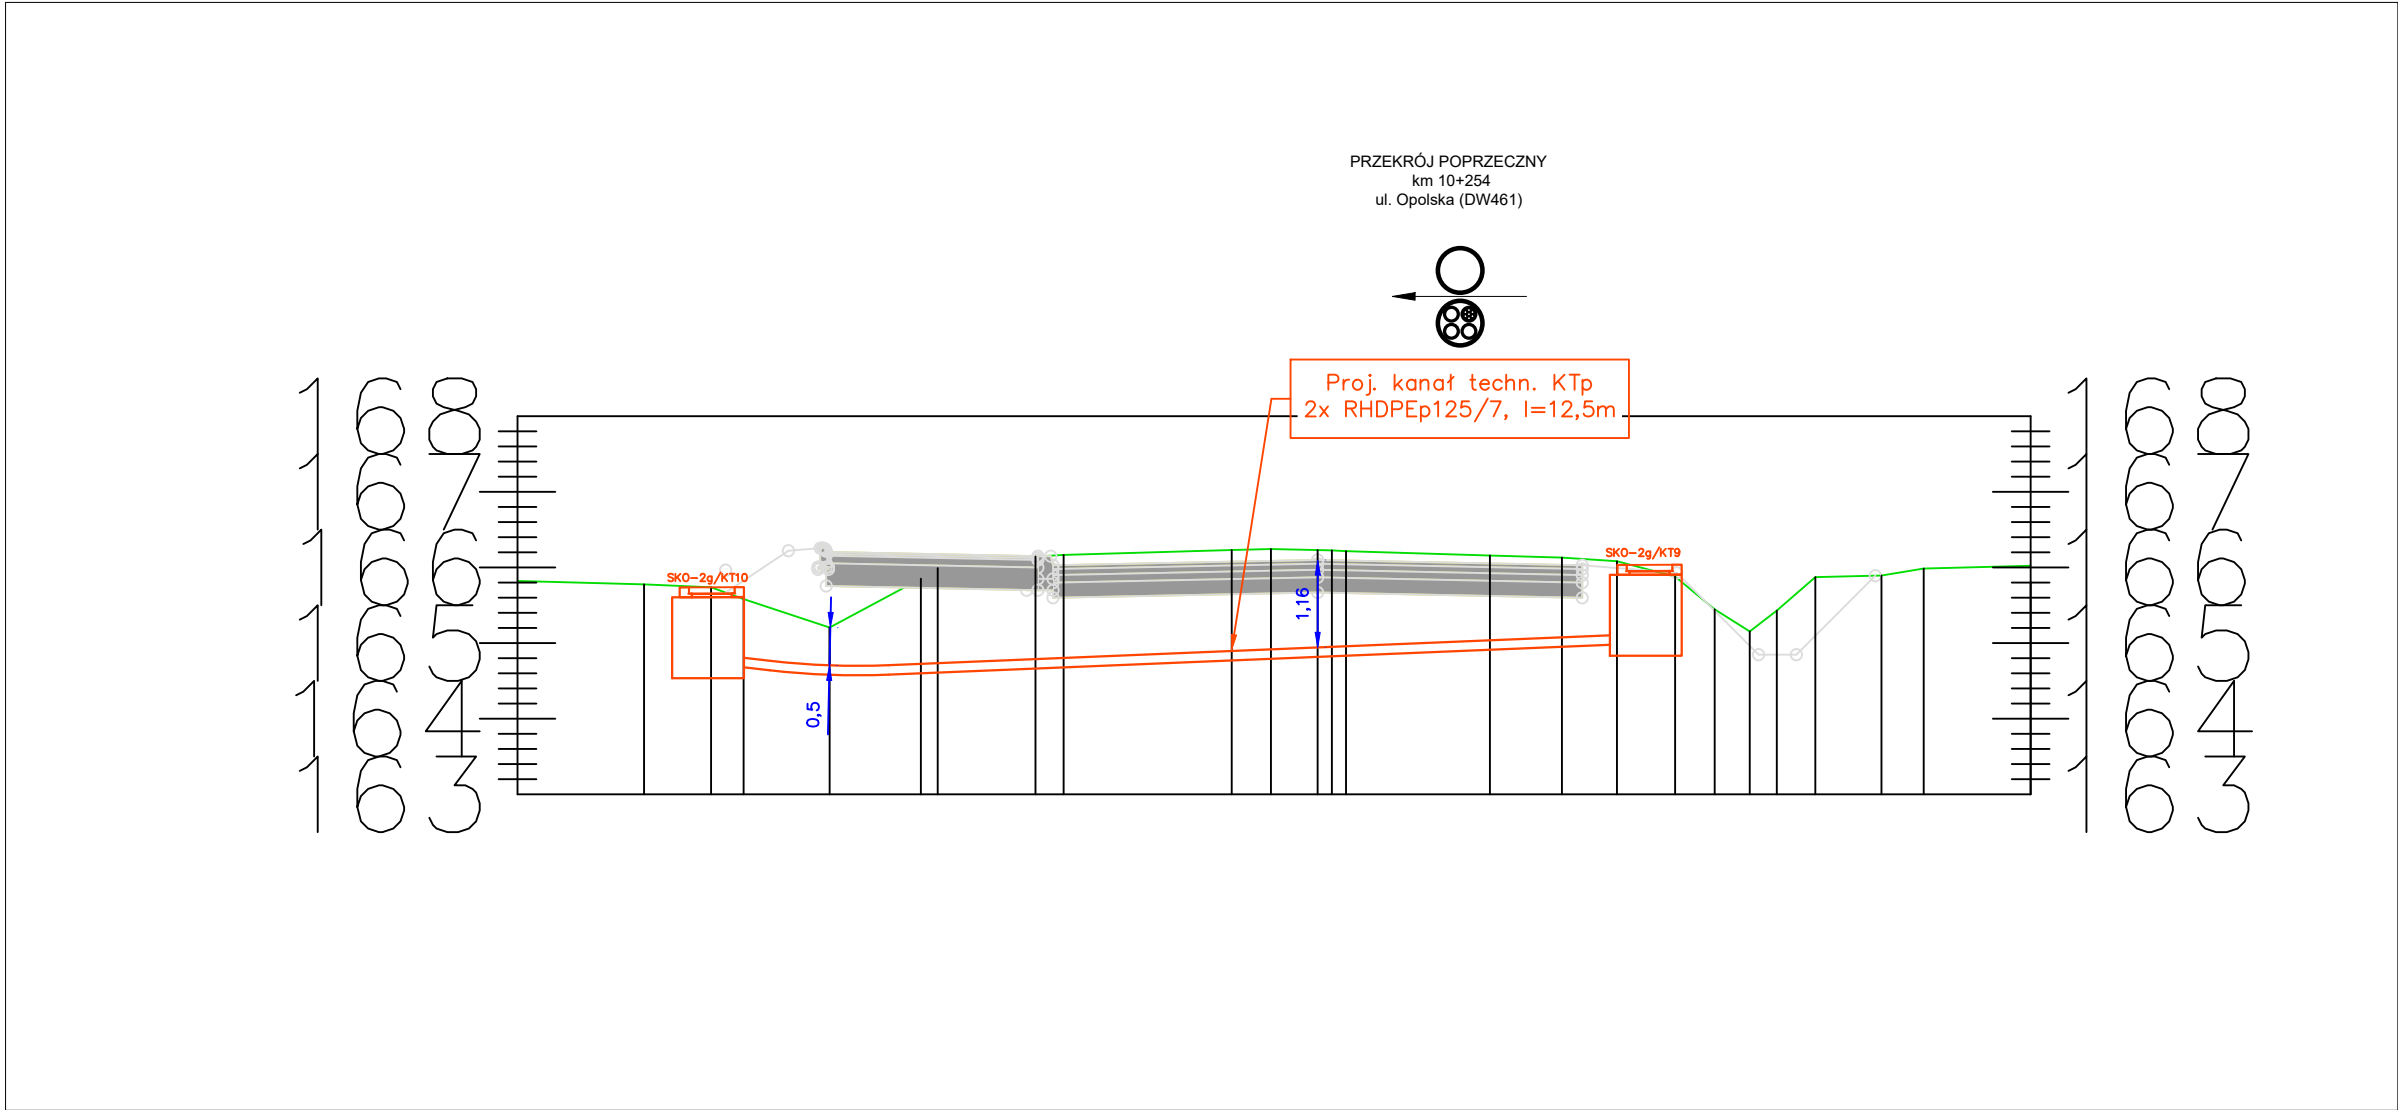 PRZEKRÓJ POPRZECZNY
km 10+254
ul. Opolska (DW461)
Proj. kanał techn. KTp
2x RHDPEp125/7, l=12,5m
168
168
167
167
166
166
165
165
164
164
163
163
SKO-2g/KT10
SKO-2g/KT9
1,16
0,5